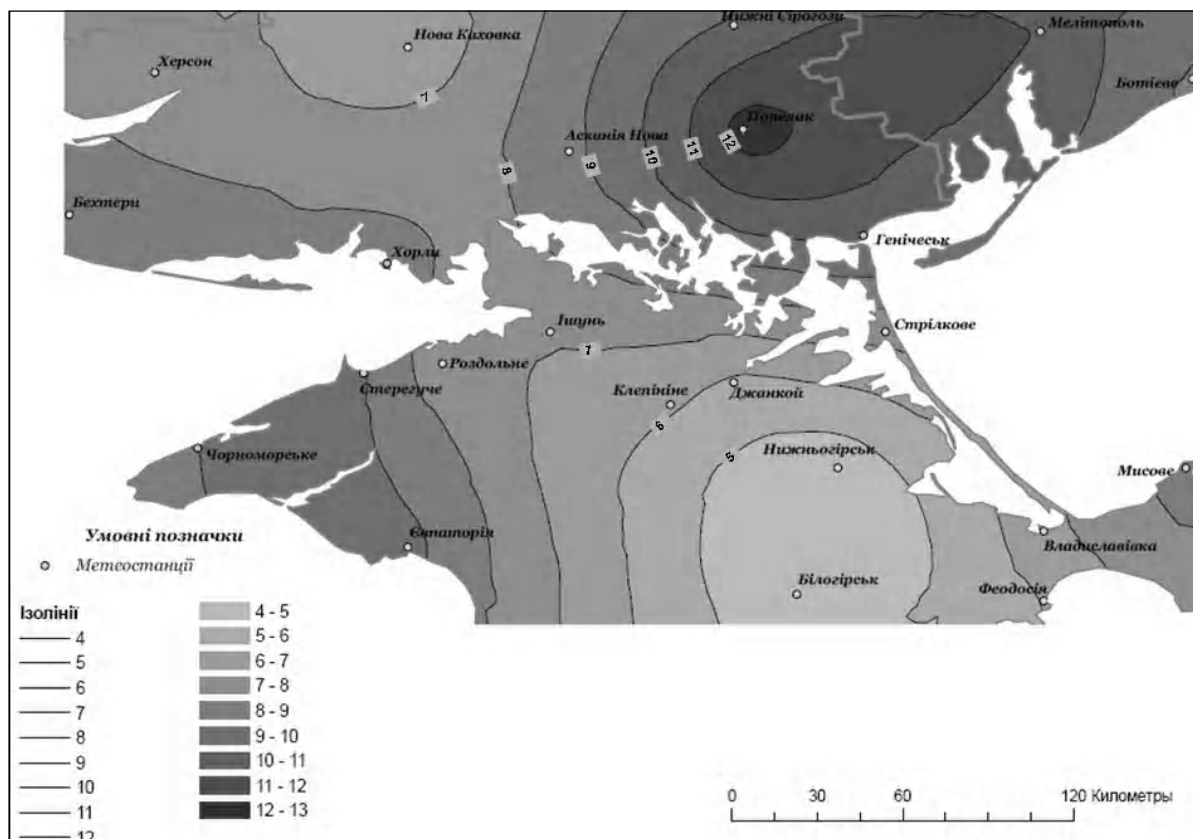 Нижні Сірогози
Мелітополь
Нова Каховка
Херсон
Ботієве
7
12
Попелак
Асканія Нова
11
10
9
8
Бехтери
Генічеськ
Хорли
Ішунь
Стрілкове
7
Роздольне
Стерегуче
Клепініне
Джанкой
6
5
Нижньогірськ
Чорноморське
Мисове
Умовні позначки
Євпаторія
Владиславівка
Метеостанції
Білогірськ
Феодосія
Ізолінії
4 - 5
4
5 - 6
5
6 - 7
6
7 - 8
7
8 - 9
8
9 - 10
9
10 - 11
10
11 - 12
11
12 - 13
12
0 30 60 120 Километры